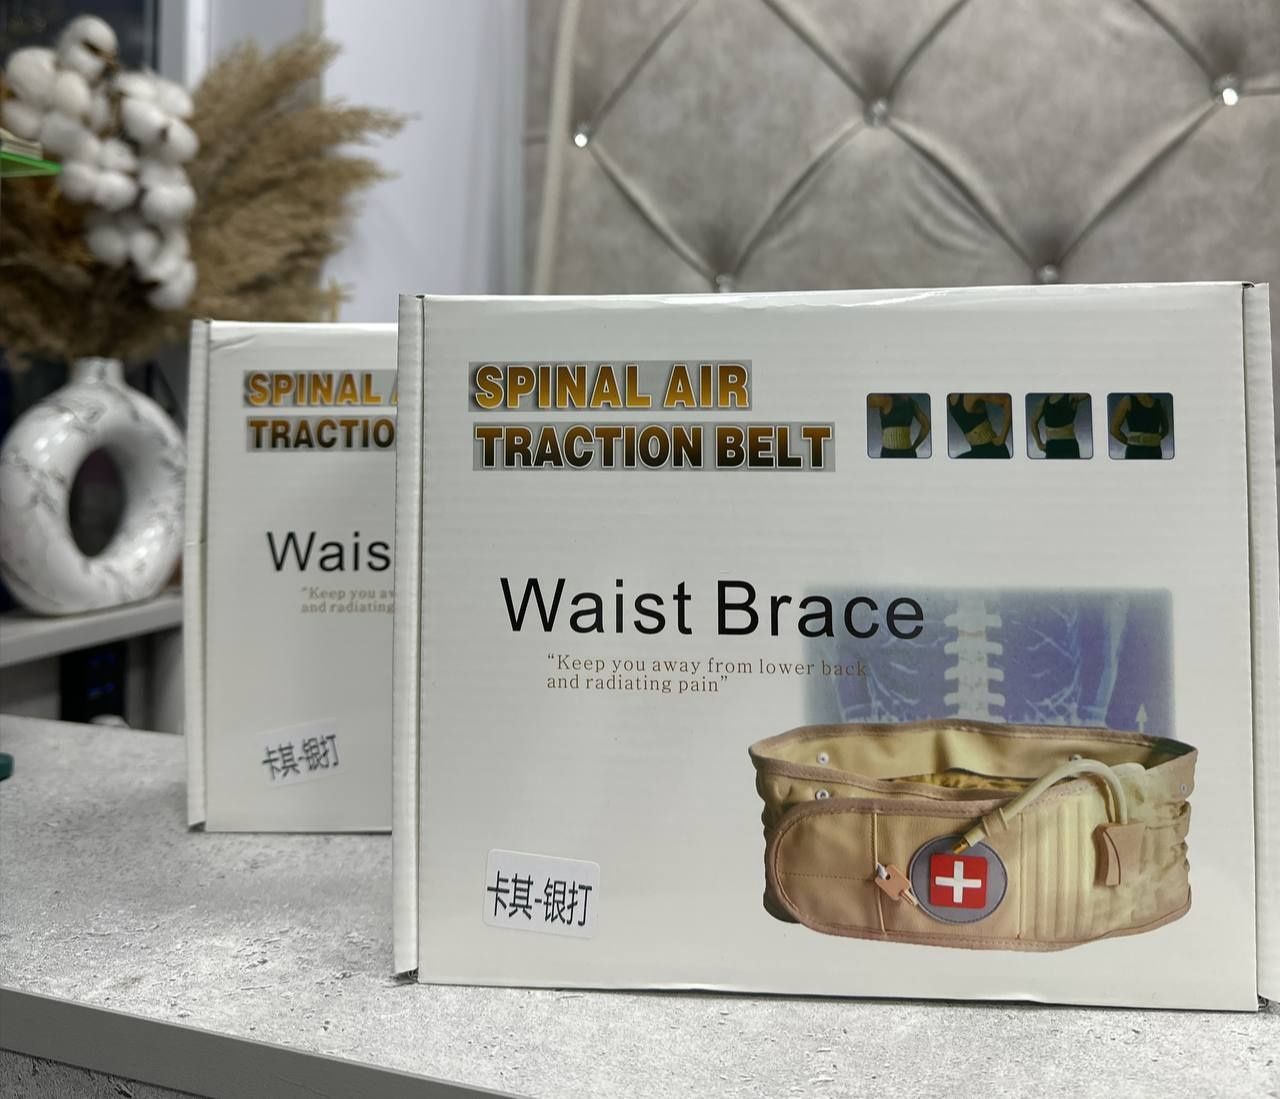 SPINAL AIR
TRACTION BELT
Waist Brace
“Keep you away from lower back
and radiating pain”
卡其-银打
SPINAL
TRACTIO
Wais
“Keep you aw
and radiating
卡其-银打